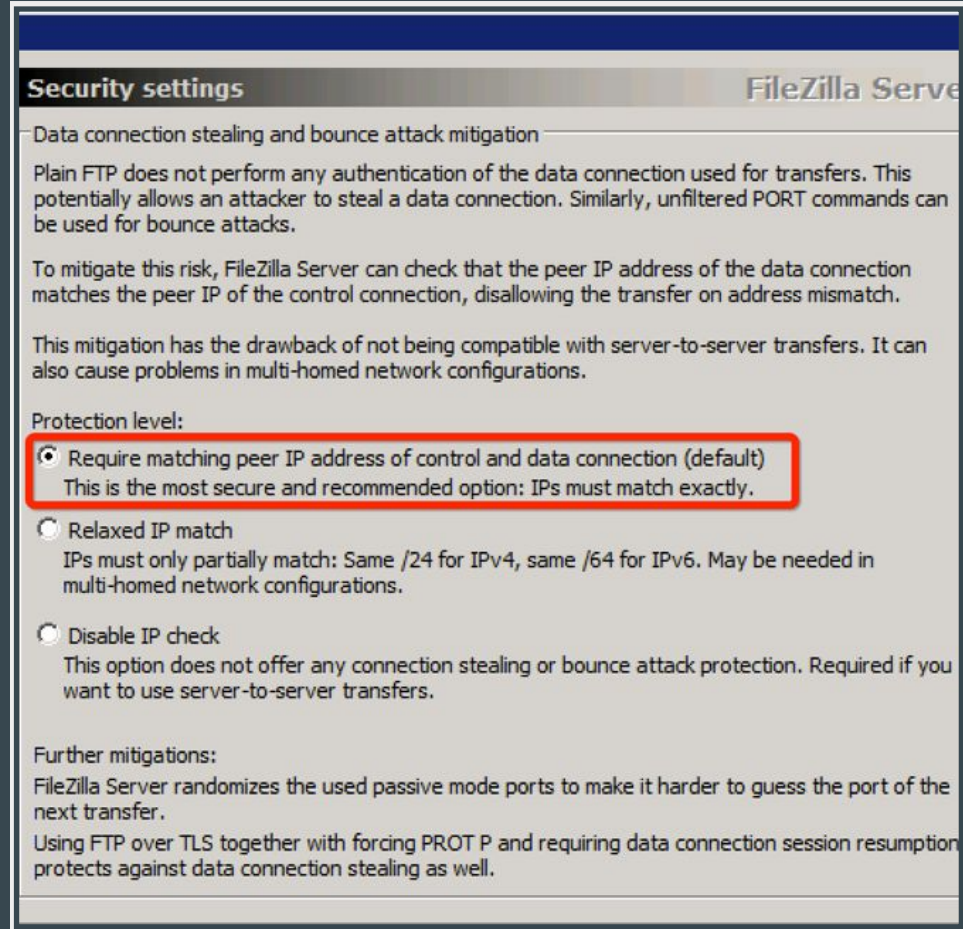 Security settings
FileZilla Serve
Data connection stealing and bounce attack mitigation
Plain FTP does not perform any authentication of the data connection used for transfers. This
potentially allows an attacker to steal a data connection. Similarly, unfiltered PORT commands can
be used for bounce attacks.
To mitigate this risk, FileZilla Server can check that the peer IP address of the data connection
matches the peer IP of the control connection, disallowing the transfer on address mismatch.
This mitigation has the drawback of not being compatible with server-to-server transfers. It can
also cause problems in multi-homed network configurations.
Protection level:
Require matching peer IP address of control and data connection (default)
This is the most secure and recommended option: IPs must match exactly.
Relaxed IP match
IPs must only partially match: Same /24 for IPv4, same /64 for IPv6. May be needed in
multi-homed network configurations.
Disable IP check
This option does not offer any connection stealing or bounce attack protection. Required if you
want to use server-to-server transfers.
Further mitigations:
FileZilla Server randomizes the used passive mode ports to make it harder to guess the port of the
next transfer.
Using FTP over TLS together with forcing PROT P and requiring data connection session resumption
protects against data connection stealing as well.